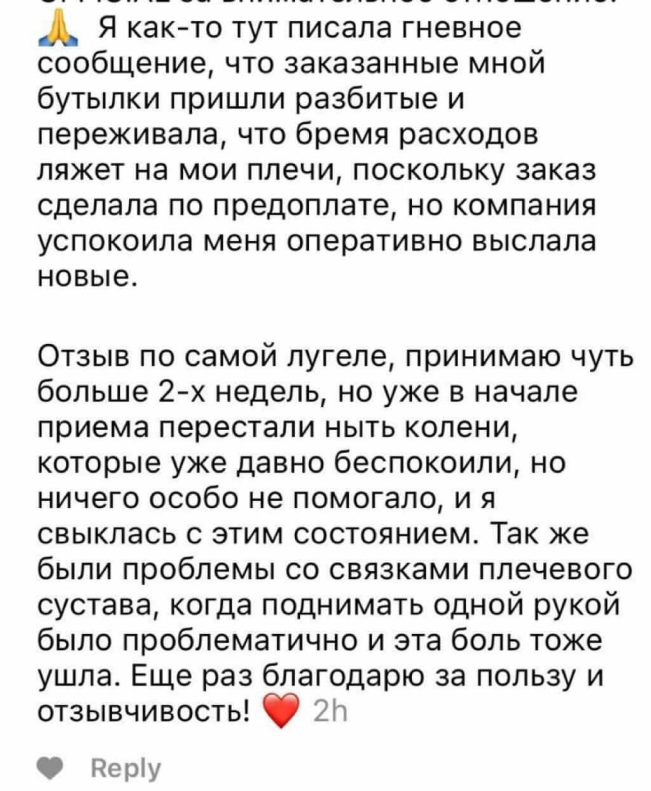 🙏 Я как-то тут писала гневное
сообщение, что заказанные мной
бутылки пришли разбитые и
переживала, что бремя расходов
ляжет на мои плечи, поскольку заказ
сделала по предоплате, но компания
успокоила меня оперативно выслала
новые.
Отзыв по самой лугеле, принимаю чуть
больше 2-х недель, но уже в начале
приема перестали ныть колени,
которые уже давно беспокоили, но
ничего особо не помогало, и я
свыклась с этим состоянием. Так же
были проблемы со связками плечевого
сустава, когда поднимать одной рукой
было проблематично и эта боль тоже
ушла. Еще раз благодарю за пользу и
отзывчивость! ❤️ 2h
Reply